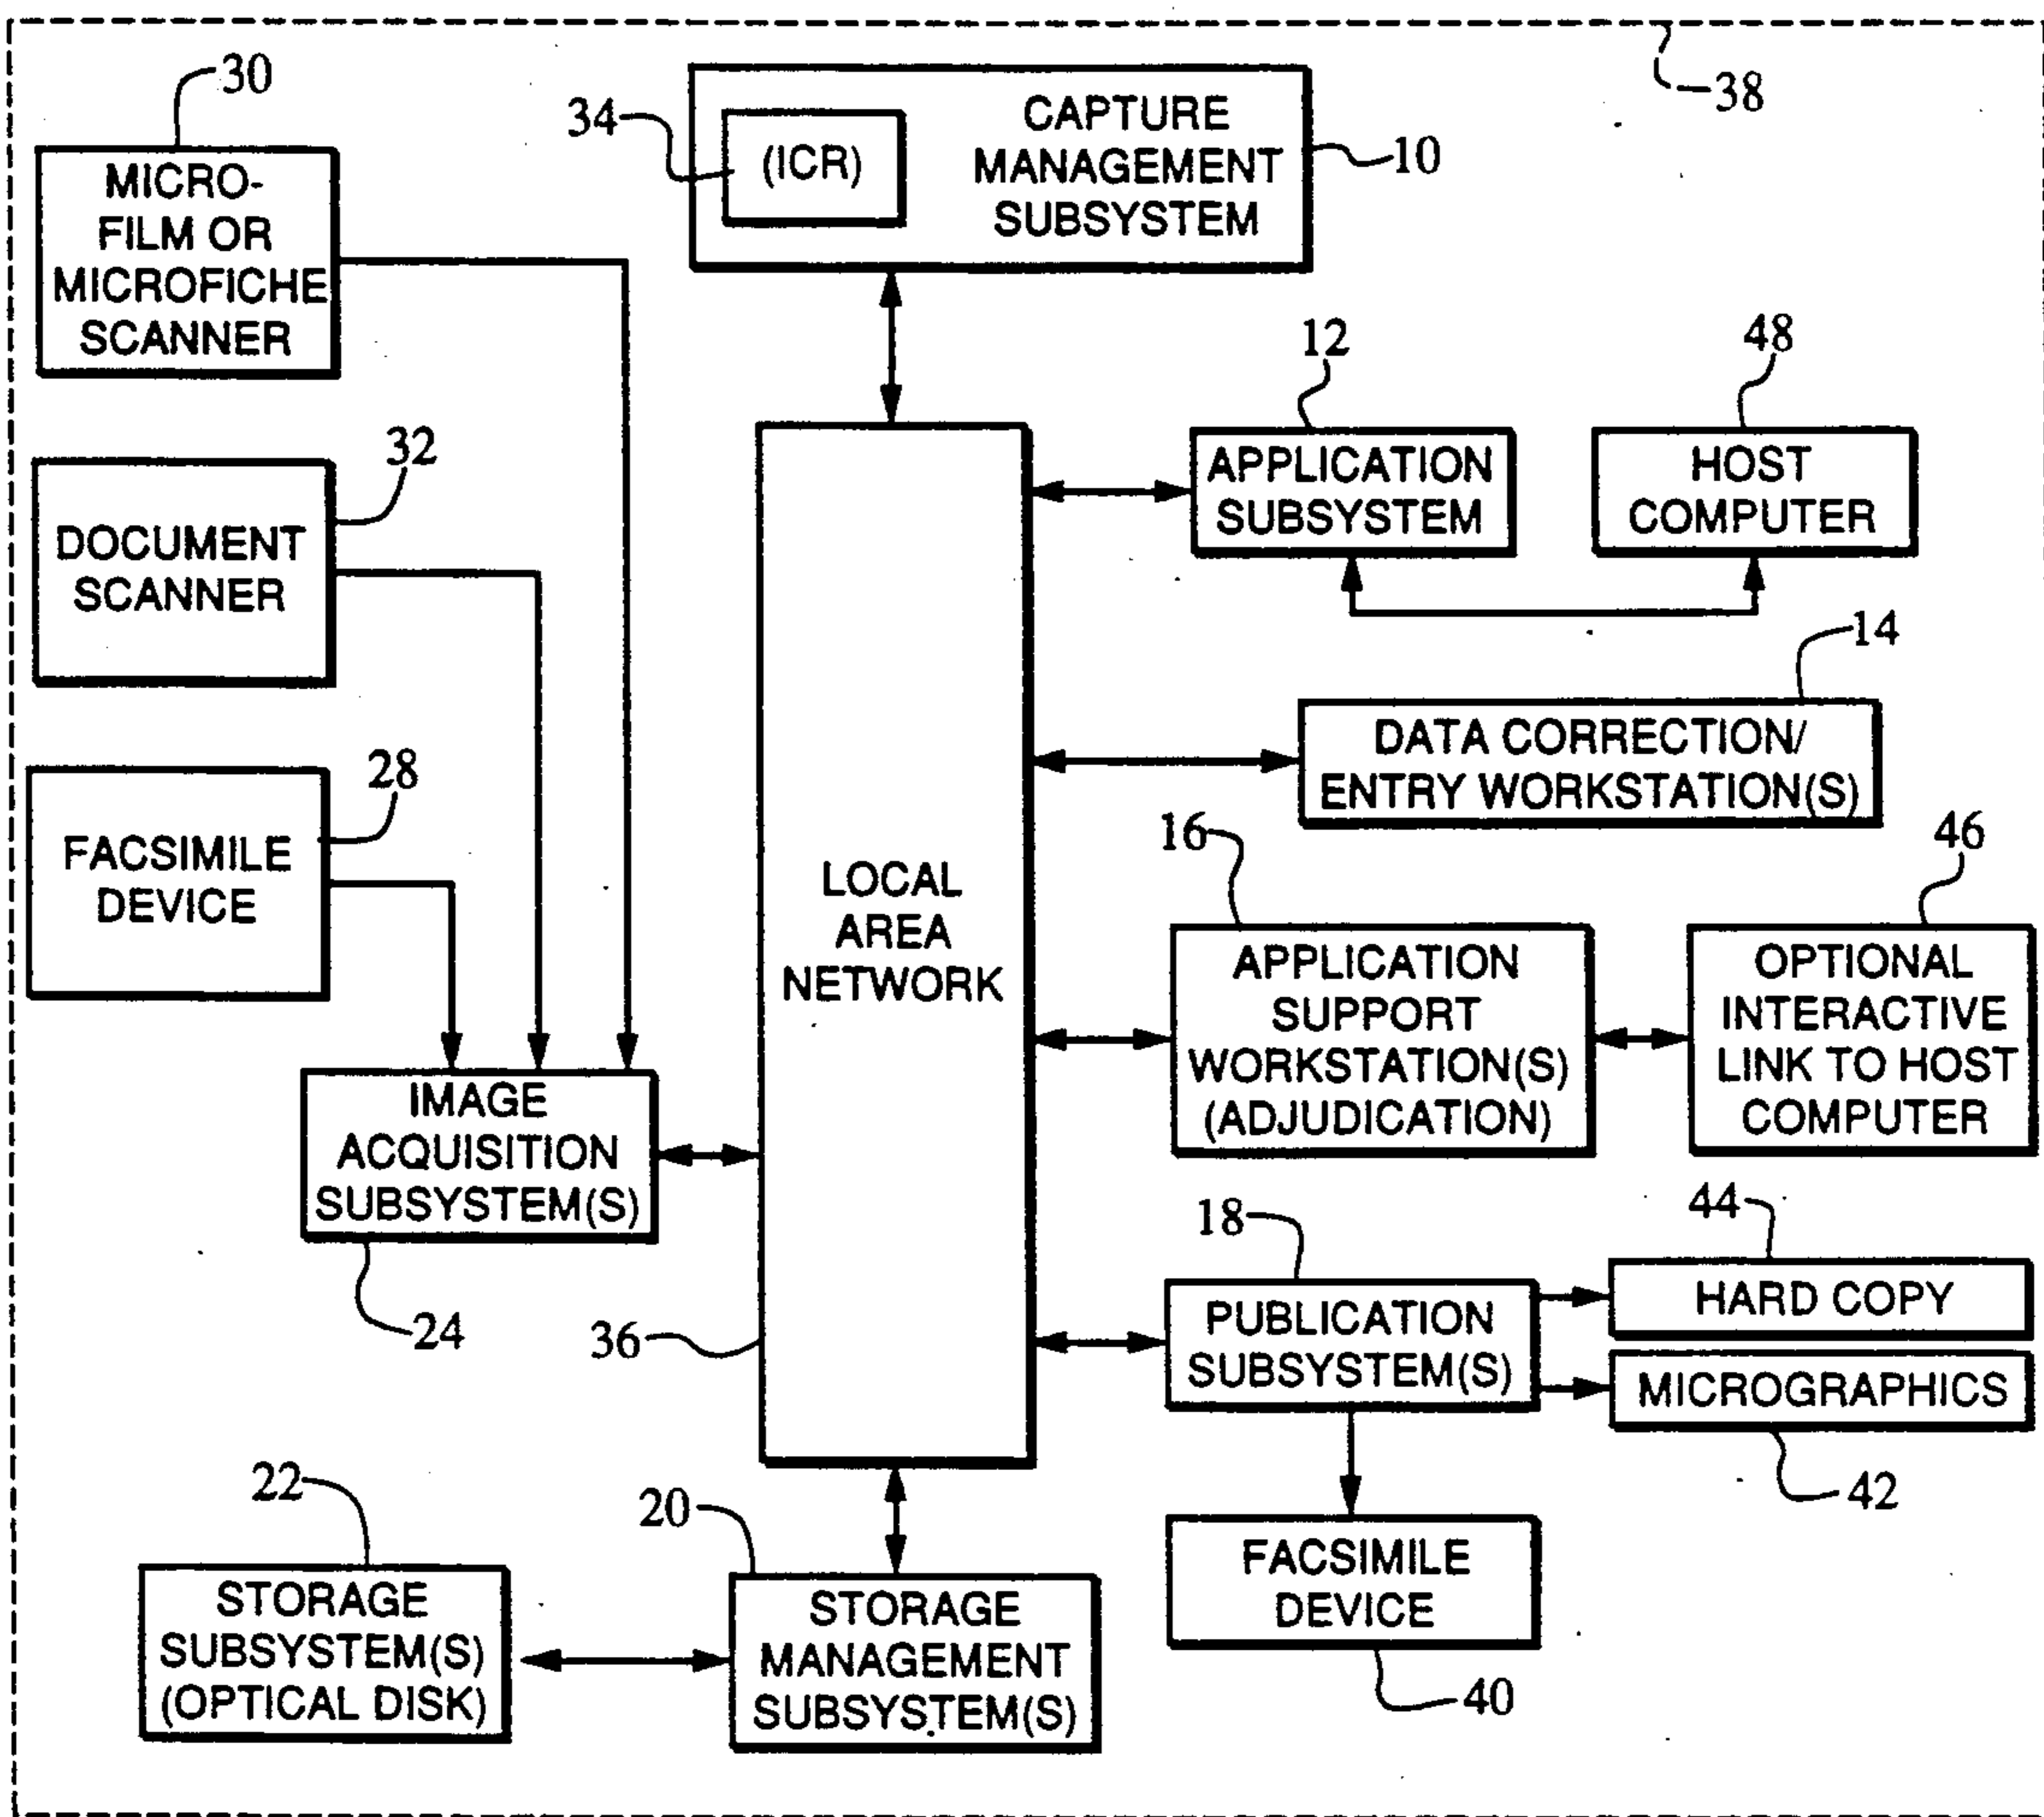 38
30
MICRO-
FILM OR
MICROFICHE
SCANNER
34
(ICR)
CAPTURE
MANAGEMENT
SUBSYSTEM
10
32
DOCUMENT
SCANNER
28
FACSIMILE
DEVICE
12
APPLICATION
SUBSYSTEM
48
HOST
COMPUTER
14
DATA CORRECTION/
ENTRY WORKSTATION(S)
LOCAL
AREA
NETWORK
36
16
APPLICATION
SUPPORT
WORKSTATION(S)
(ADJUDICATION)
46
OPTIONAL
INTERACTIVE
LINK TO HOST
COMPUTER
IMAGE
ACQUISITION
SUBSYSTEM(S)
24
18
PUBLICATION
SUBSYSTEM(S)
44
HARD COPY
MICROGRAPHICS
42
FACSIMILE
DEVICE
40
22
STORAGE
SUBSYSTEM(S)
(OPTICAL DISK)
20
STORAGE
MANAGEMENT
SUBSYSTEM(S)